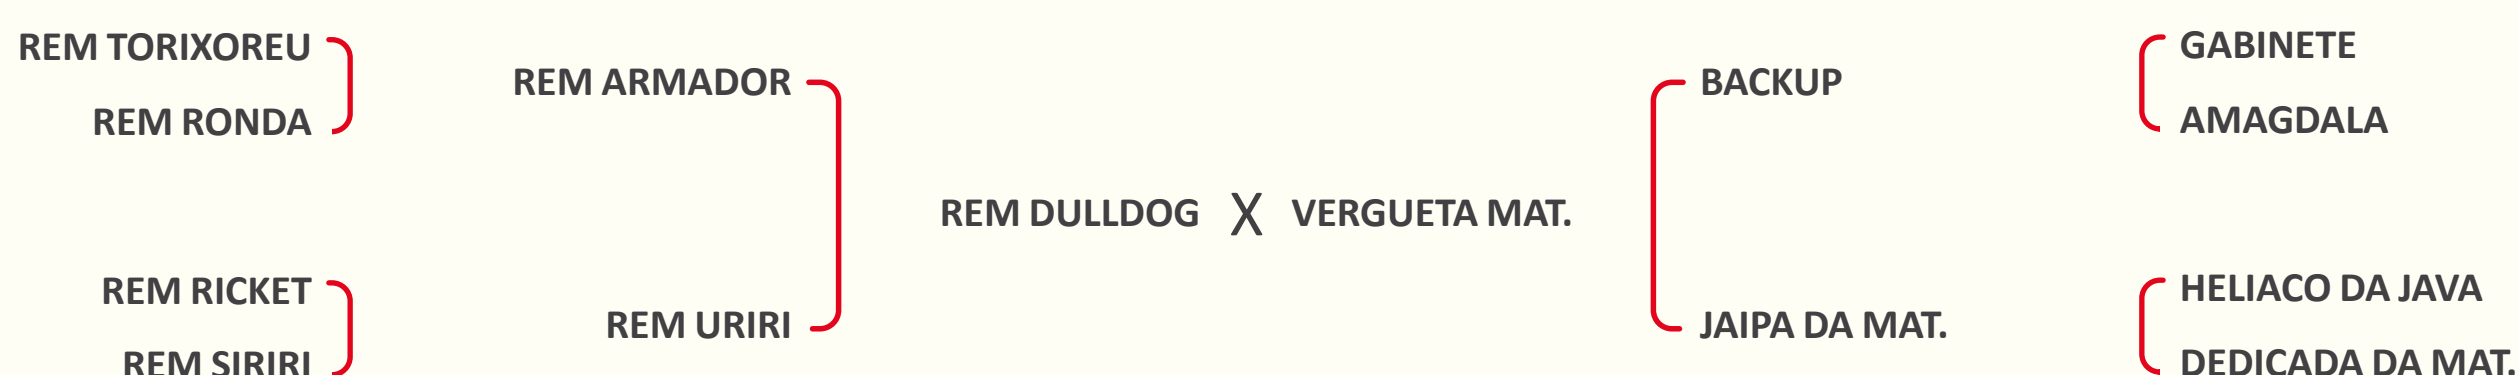 REM TORIXOREU
REM RONDA
REM ARMADOR
REM RICKET
REM SIRIRI
REM URIRI
REM DULLDOG X VERGUETA MAT.
BACKUP
GABINETE
AMAGDALA
JAIPA DA MAT.
HELIACO DA JAVA
DEDICADA DA MAT.